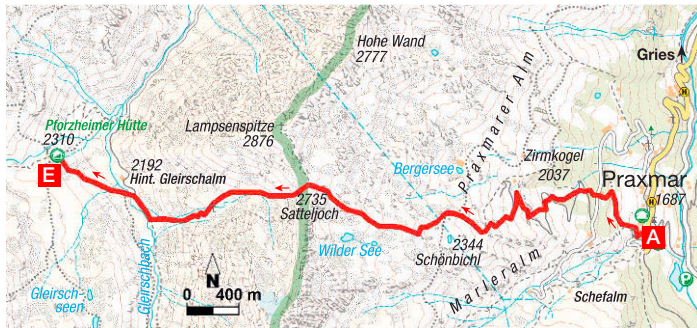 Hohe Wand
2777
Gries
Praxmarer Alm
Pforzheimer Hütte
2310
Lampsenspitze
2876
E
2192
Hint. Gleirschalm
Bergersee
Zirmkogel
2037
Praxmar
1687
H
H
2735
Satteljoch
A
Wilder See
2344
Schönbichl
Marleralm
Gleirschbach
N
0 400 m
Gleirsch-
seen
Schefalm
P